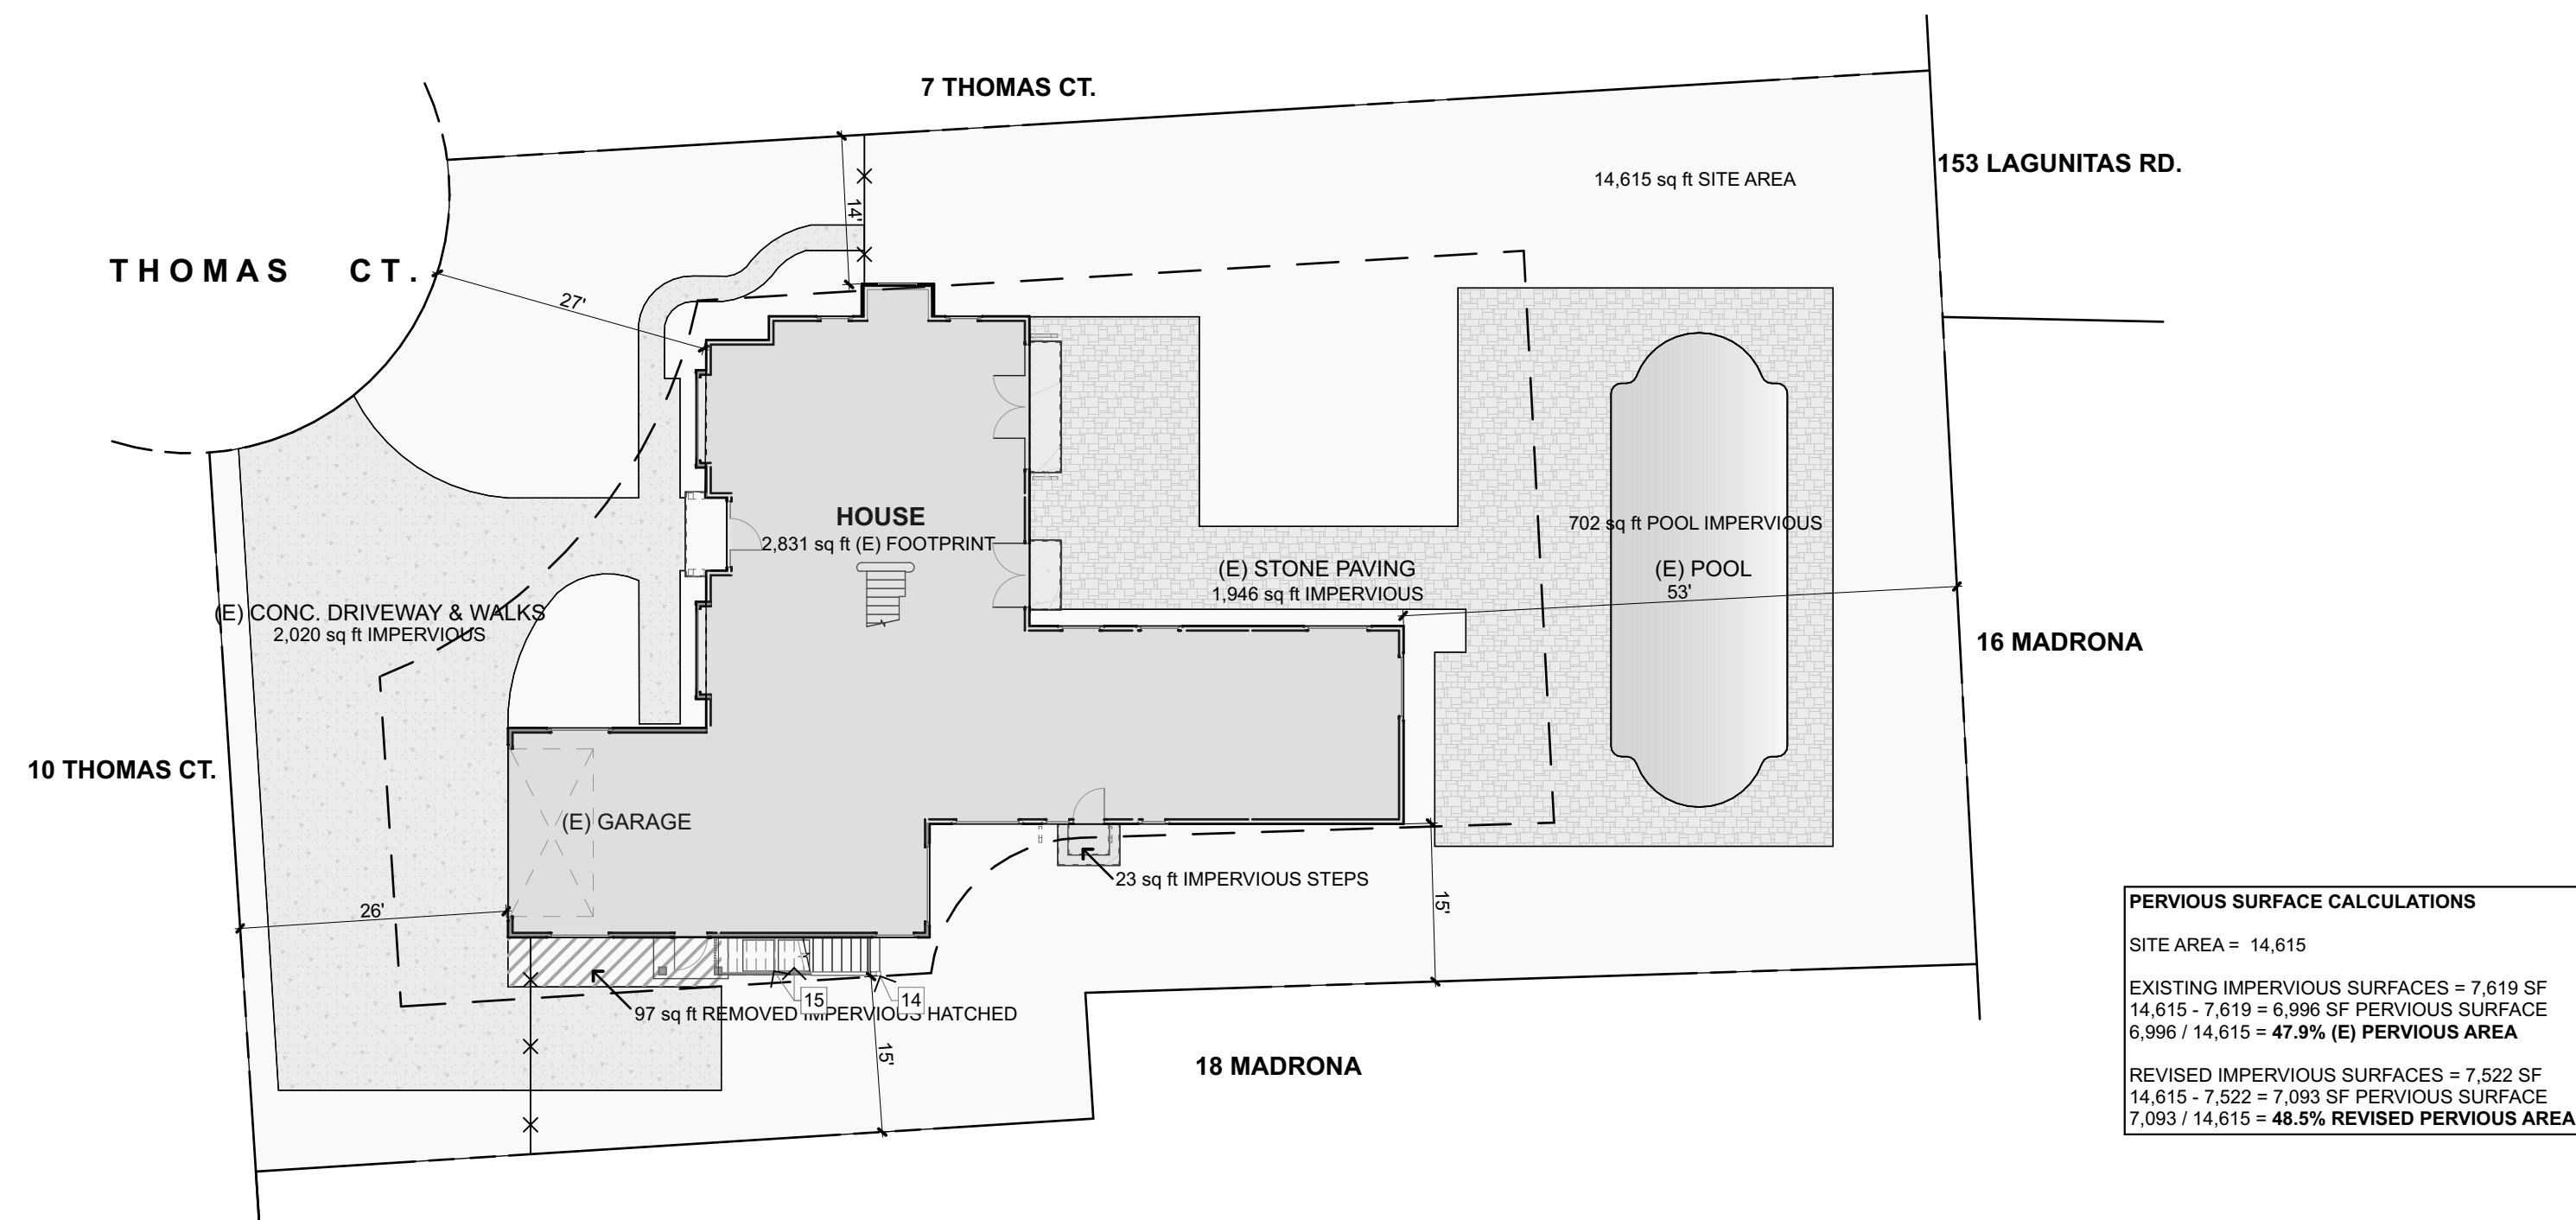 7 THOMAS CT.
153 LAGUNITAS RD.
14,615 sq ft SITE AREA
14'
THOMAS CT.
27'
HOUSE
2,831 sq ft (E) FOOTPRINT
702 sq ft POOL IMPERVIOUS
(E) STONE PAVING
1,946 sq ft IMPERVIOUS
(E) POOL
53'
(E) CONC. DRIVEWAY & WALKS
2,020 sq ft IMPERVIOUS
16 MADRONA
10 THOMAS CT.
(E) GARAGE
23 sq ft IMPERVIOUS STEPS
26'
15'
15
14
97 sq ft REMOVED IMPERVIOUS HATCHED
15'
18 MADRONA
PERVIOUS SURFACE CALCULATIONS
SITE AREA = 14,615
EXISTING IMPERVIOUS SURFACES = 7,619 SF
14,615 - 7,619 = 6,996 SF PERVIOUS SURFACE
6,996 / 14,615 = 47.9% (E) PERVIOUS AREA
REVISED IMPERVIOUS SURFACES = 7,522 SF
14,615 - 7,522 = 7,093 SF PERVIOUS SURFACE
7,093 / 14,615 = 48.5% REVISED PERVIOUS AREA